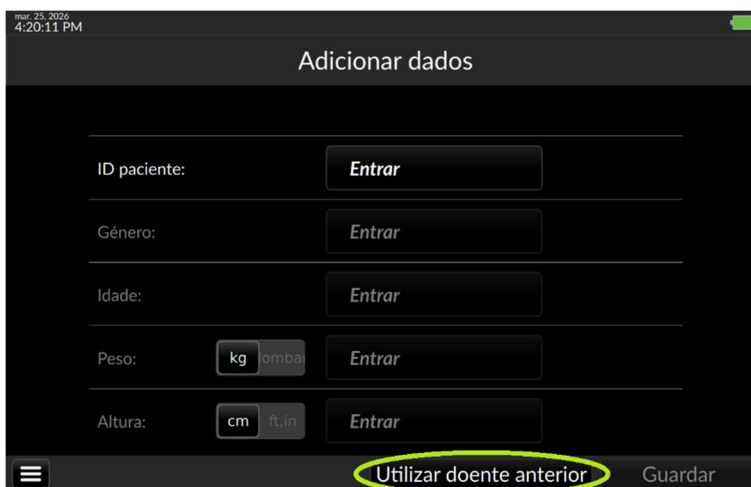 mar. 25, 2026
4:20:11 PM
Adicionar dados
ID paciente: Entrar
Género: Entrar
Idade: Entrar
Peso: kg Entrar
Altura: cm ft,in Entrar
Utilizar doente anterior Guardar